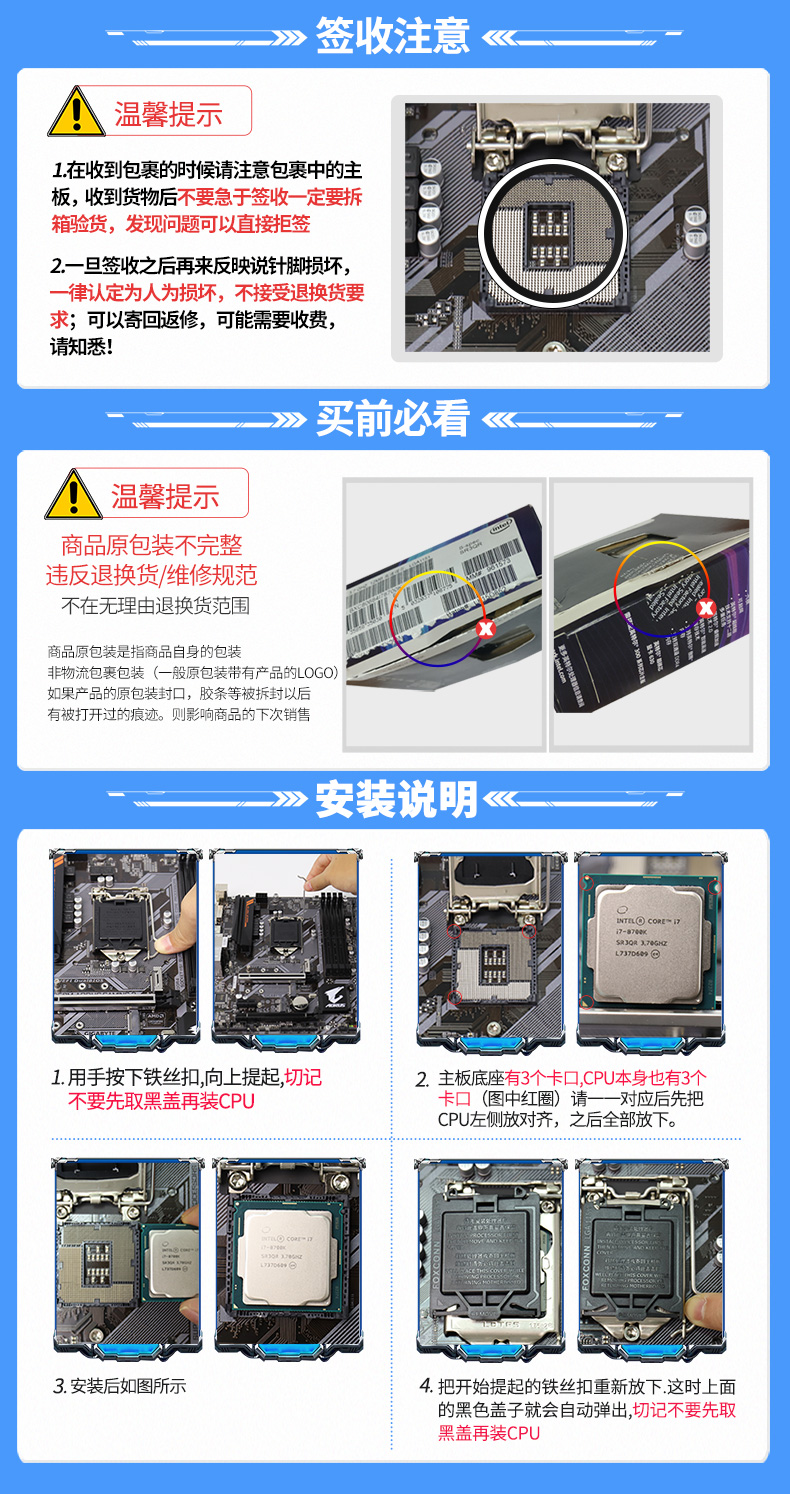 签收注意
温馨提示
1.在收到包裹的时候请注意包裹中的主
板，收到货物后不要急于签收一定要拆
箱验货，发现问题可以直接拒签
2.一旦签收之后再来反映说针脚损坏，
一律认定为人为损坏，不接受退换货要
求；可以寄回返修，可能需要收费，
请知悉！
买前必看
温馨提示
商品原包装不完整
违反退换货/维修规范
不在无理由退换货范围
商品原包装是指商品自身的包装
非物流包裹包装（一般原包装带有产品的LOGO）
如果产品的原包装封口，胶条等被拆封以后
有被打开过的痕迹。则影响商品的下次销售
intel
X
X
安装说明
AORUS
GIGABYTE
INTEL® CORE™ i7
i7-8700K
SR3QR 3.70GHZ
L737D609
1. 用手按下铁丝扣,向上提起,切记
不要先取黑盖再装CPU
2. 主板底座有3个卡口,CPU本身也有3个
卡口（图中红圈）请一一对应后先把
CPU左侧放对齐，之后全部放下。
INTEL® CORE™ i7
i7-8700K
SR3QR 3.70GHZ
L737D609
FOXCONN
LOTES
FOXCONN
3. 安装后如图所示
4. 把开始提起的铁丝扣重新放下.这时上面
的黑色盖子就会自动弹出,切记不要先取
黑盖再装CPU